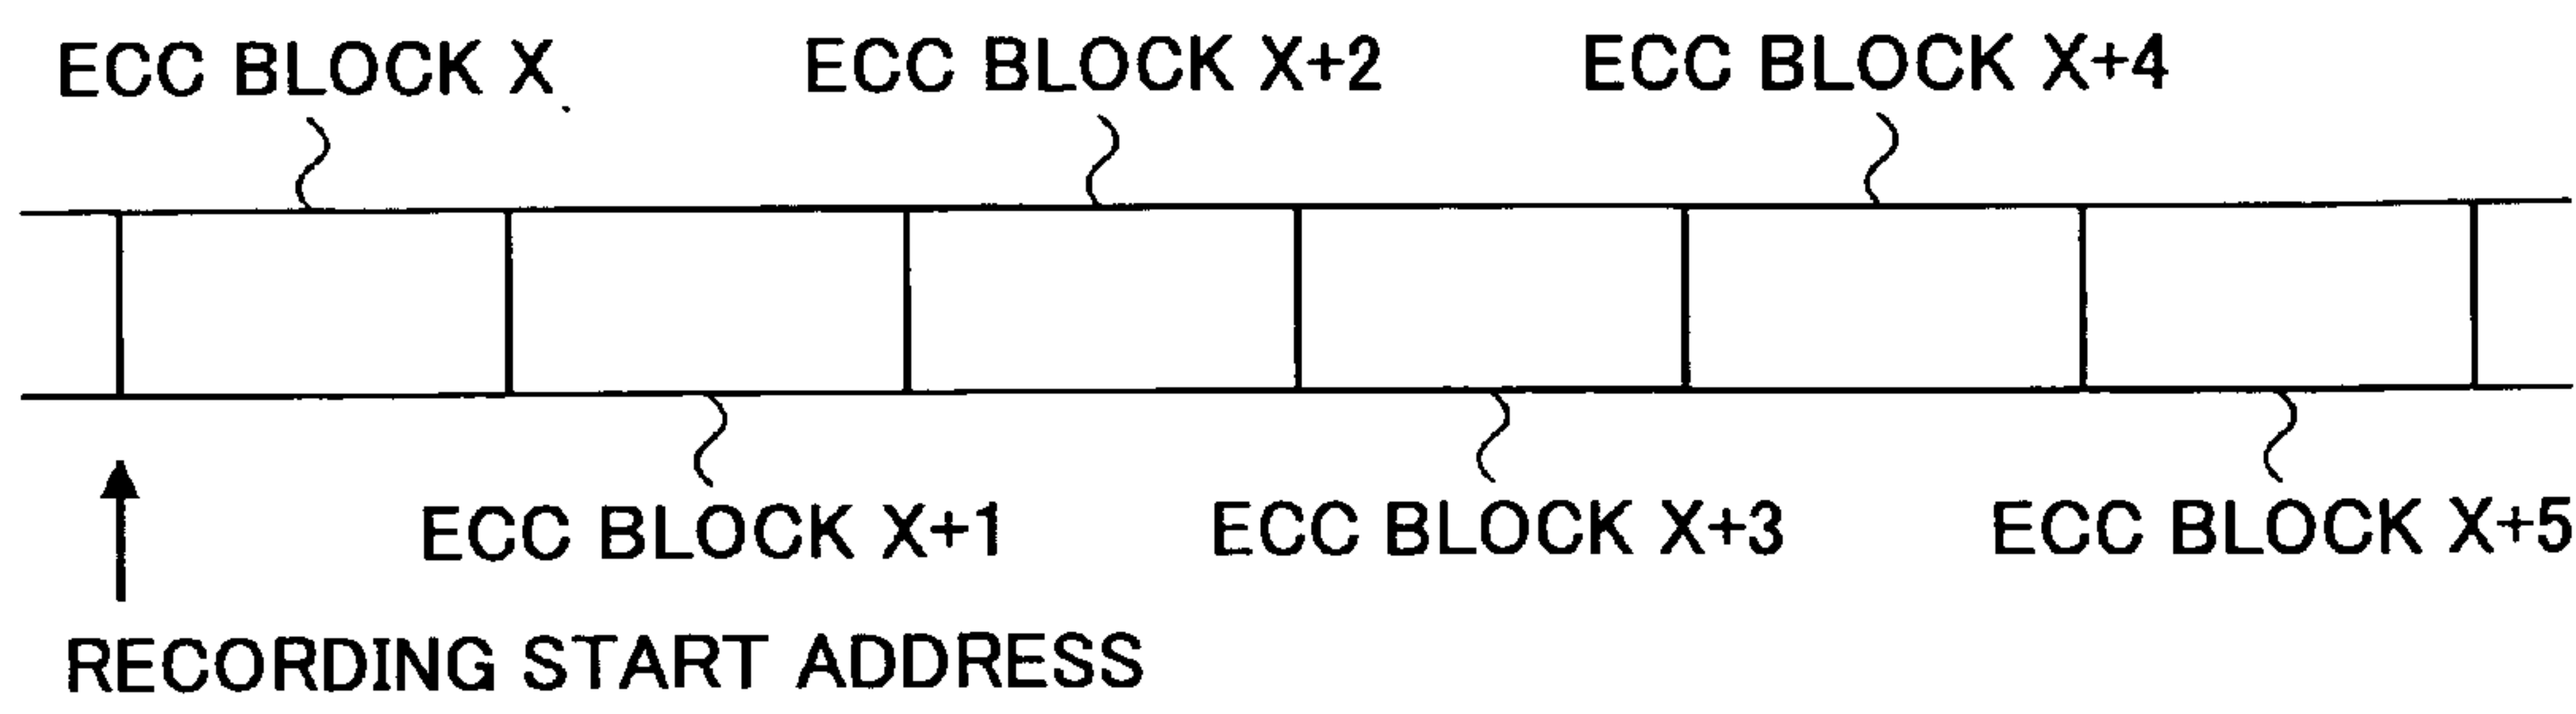 ECC BLOCK X
ECC BLOCK X+2
ECC BLOCK X+4
ECC BLOCK X+1
ECC BLOCK X+3
ECC BLOCK X+5
RECORDING START ADDRESS